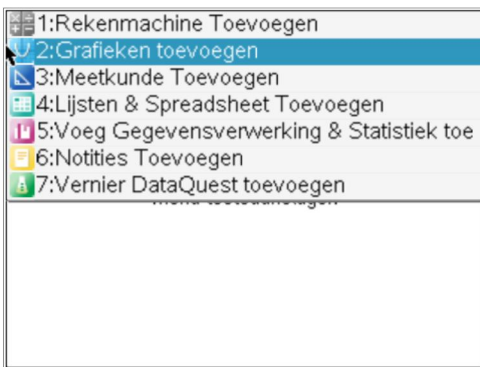 1:Rekenmachine Toevoegen
2:Grafieken toevoegen
3:Meetkunde Toevoegen
4:Lijsten & Spreadsheet Toevoegen
5:Voeg Gegevensverwerking & Statistiek toe
6:Notities Toevoegen
7:Vernier DataQuest toevoegen